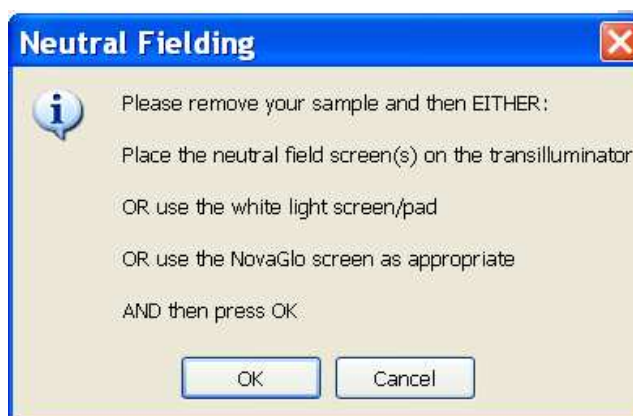 Neutral Fielding
Please remove your sample and then EITHER:
Place the neutral field screen(s) on the transilluminator
OR use the white light screen/pad
OR use the NovaGlo screen as appropriate
AND then press OK
OK Cancel